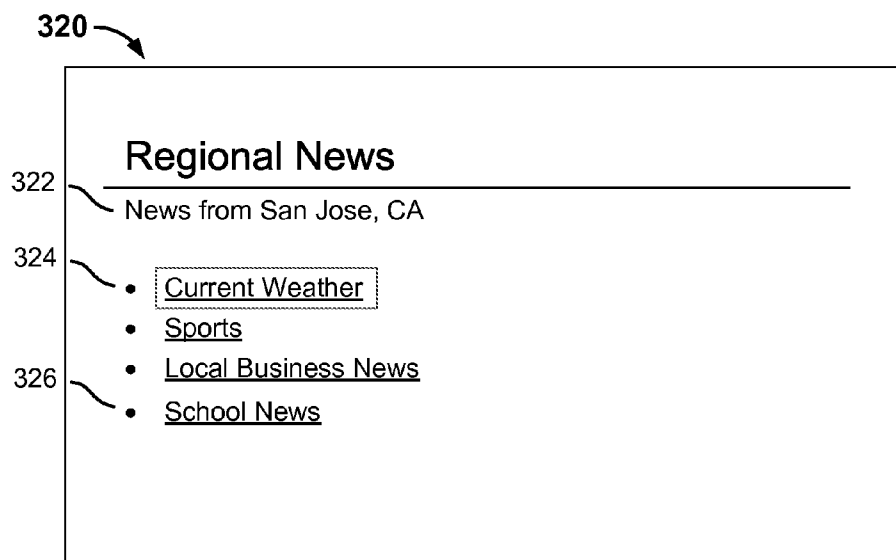 320
Regional News
322
News from San Jose, CA
324
• Current Weather
• Sports
• Local Business News
326
• School News